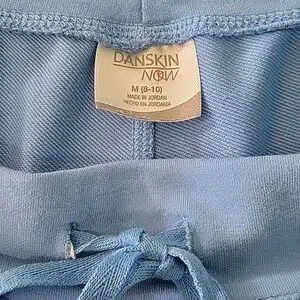 DANSKIN
NOW
M (8-10)
MADE IN JORDAN
HECHO EN JORDANIA